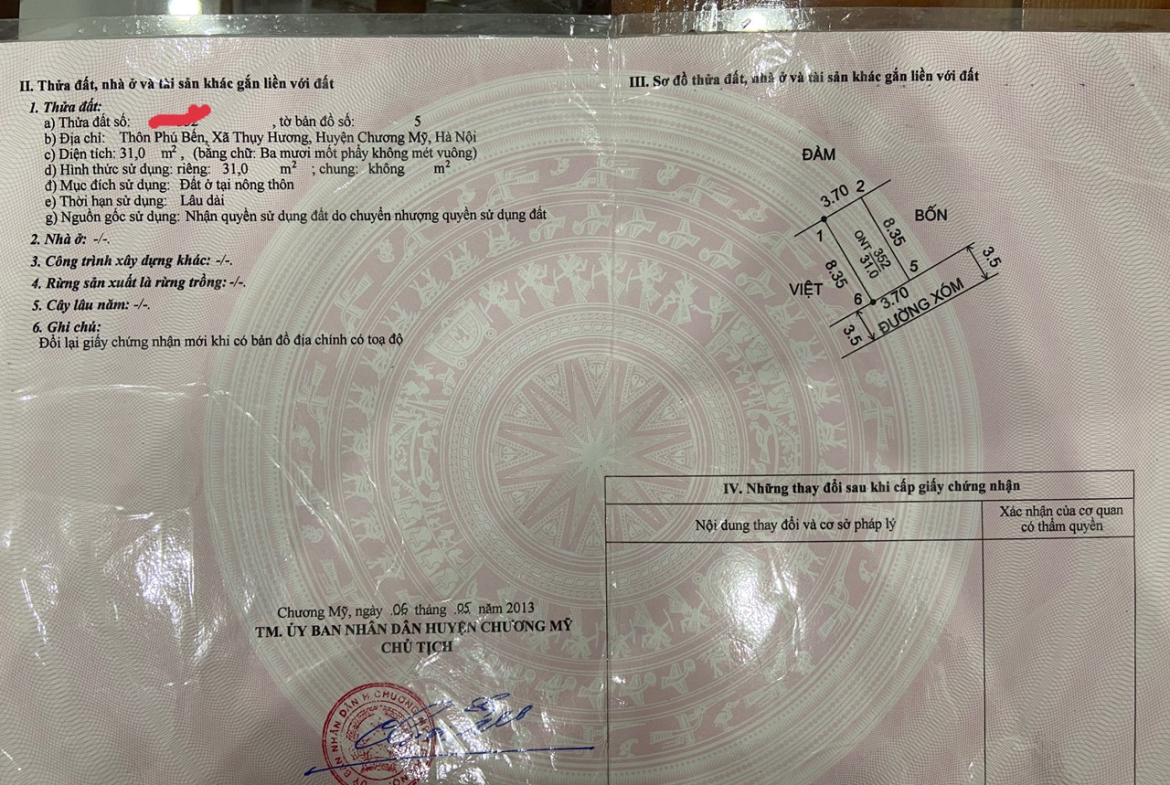 II. Thửa đất, nhà ở và tài sản khác gắn liền với đất
1. Thửa đất:
a) Thửa đất số: , tờ bản đồ số: 5
b) Địa chỉ: Thôn Phú Bến, Xã Thụy Hương, Huyện Chương Mỹ, Hà Nội
c) Diện tích: 31,0 m², (bằng chữ: Ba mươi mốt phẩy không mét vuông)
d) Hình thức sử dụng: riêng: 31,0 m² ; chung: không m²
đ) Mục đích sử dụng: Đất ở tại nông thôn
e) Thời hạn sử dụng: Lâu dài
g) Nguồn gốc sử dụng: Nhận quyền sử dụng đất do chuyển nhượng quyền sử dụng đất
2. Nhà ở: -/-.
3. Công trình xây dựng khác: -/-.
4. Rừng sản xuất là rừng trồng: -/-.
5. Cây lâu năm: -/-.
6. Ghi chú:
Đổi lại giấy chứng nhận mới khi có bản đồ địa chính có toạ độ
Chương Mỹ, ngày .06 tháng .05 năm 2013
TM. ỦY BAN NHÂN DÂN HUYỆN CHƯƠNG MỸ
CHỦ TỊCH
BAN NHÂN DÂN H. CHƯƠNG
III. Sơ đồ thửa đất, nhà ở và tài sản khác gắn liền với đất
ĐÀM
3.70 2
BỐN
1
8.35
ONT 352
31.0
8.35
5
3.5
VIỆT
6
3.70
ĐƯỜNG XÓM
3.5
IV. Những thay đổi sau khi cấp giấy chứng nhận
Nội dung thay đổi và cơ sở pháp lý
Xác nhận của cơ quan
có thẩm quyền